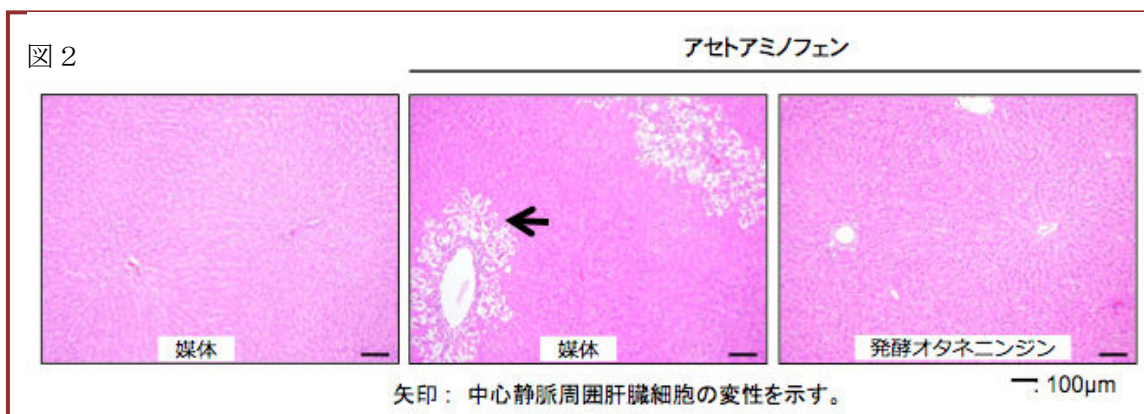 図２
アセトアミノフェン
媒体
媒体
発酵オタネニンジン
矢印： 中心静脈周囲肝臓細胞の変性を示す。
: 100μm